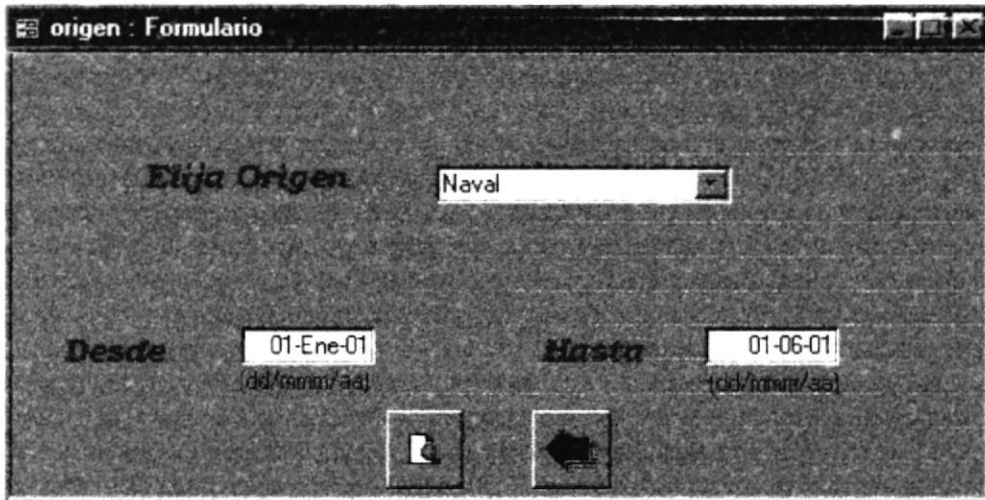 origen : Formulario
Elija Origen Naval
Desde 01-Ene-01 Hasta 01-06-01
(dd/mmm/aa) (dd/mmm/aa)